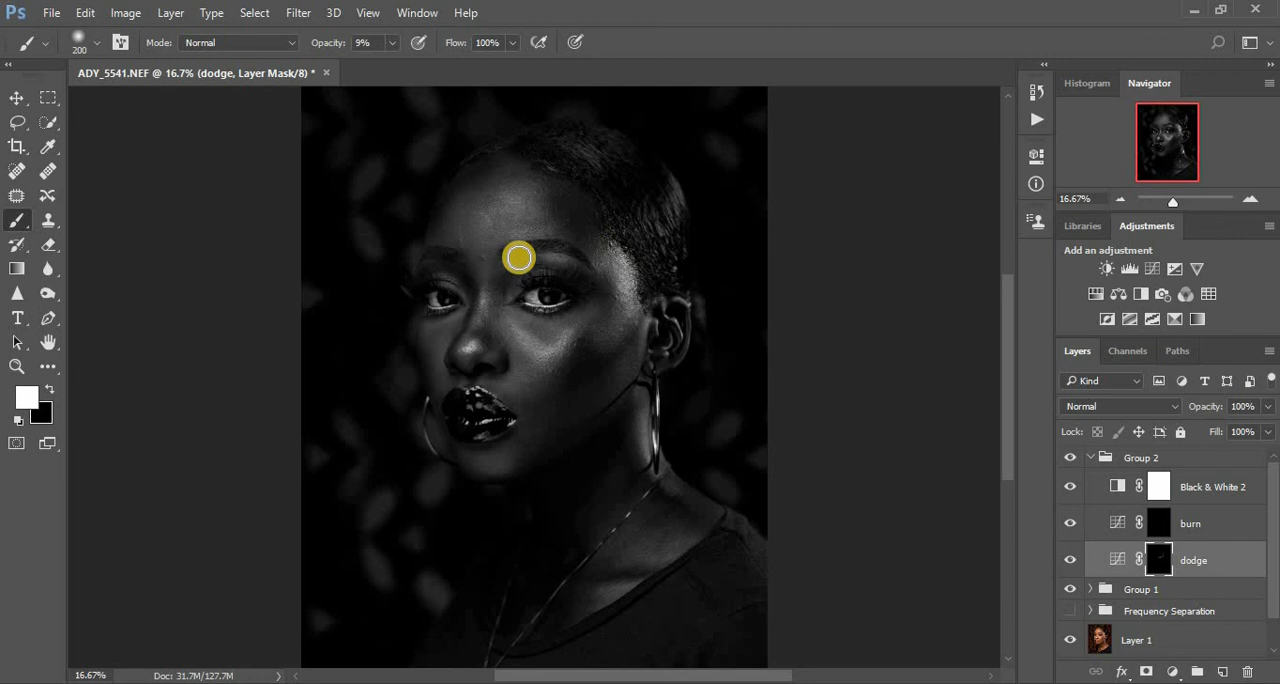 Ps File Edit Image Layer Type Select Filter 3D View Window Help
200 Mode: Normal Opacity: 9% Flow: 100%
ADY_5541.NEF @ 16.7% (dodge, Layer Mask/8) * ×
Histogram Navigator
16.67%
Libraries Adjustments
Add an adjustment
Layers Channels Paths
Kind
Normal Opacity: 100%
Lock: Fill: 100%
Group 2
Black & White 2
burn
dodge
Group 1
Frequency Separation
Layer 1
16.67% Doc: 31.7M/127.7M